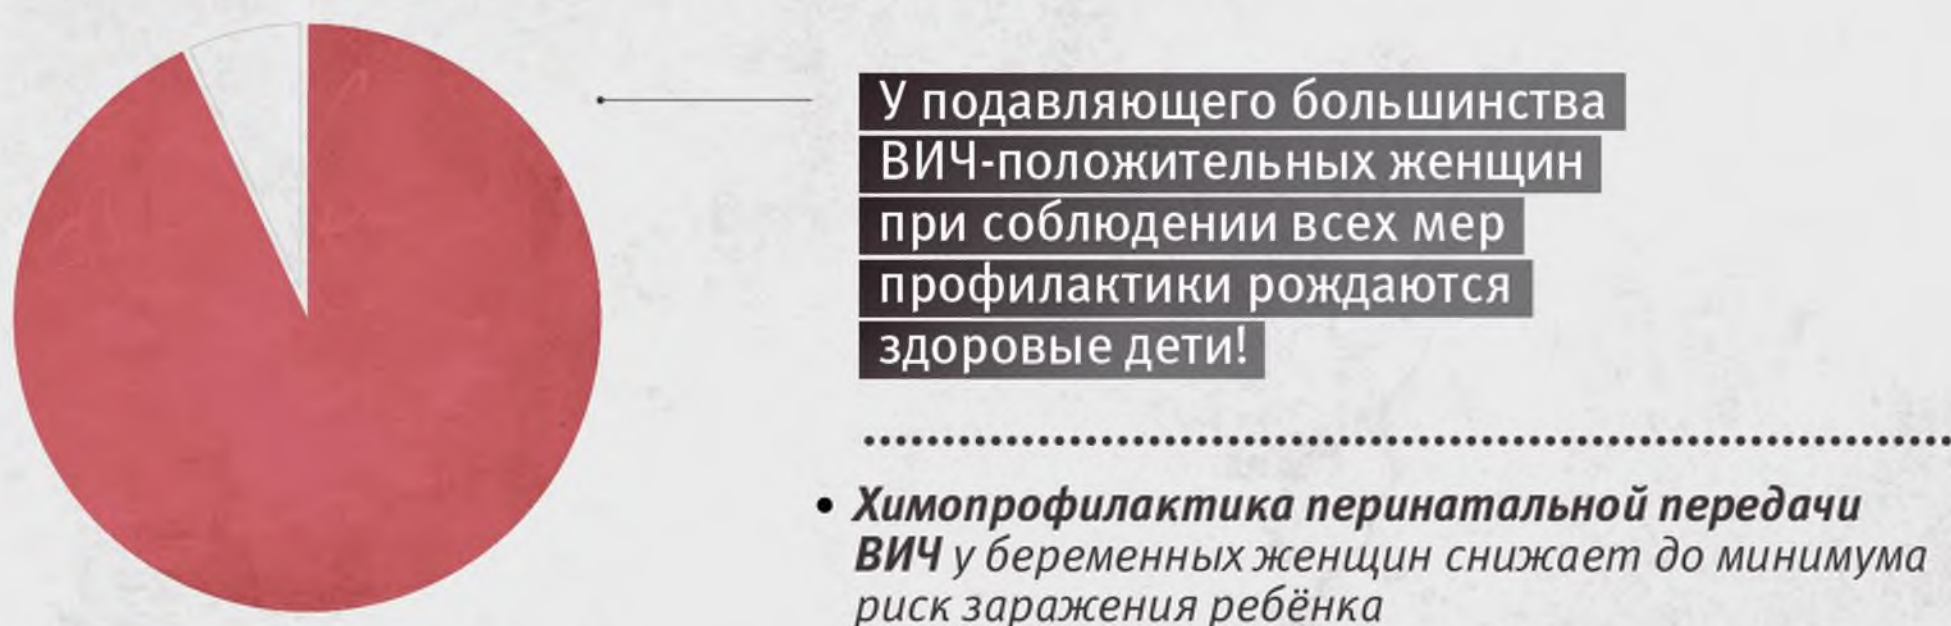 У подавляющего большинства
ВИЧ-положительных женщин
при соблюдении всех мер
профилактики рождаются
здоровые дети!
• Химопрофилактика перинатальной передачи
ВИЧ у беременных женщин снижает до минимума
риск заражения ребёнка